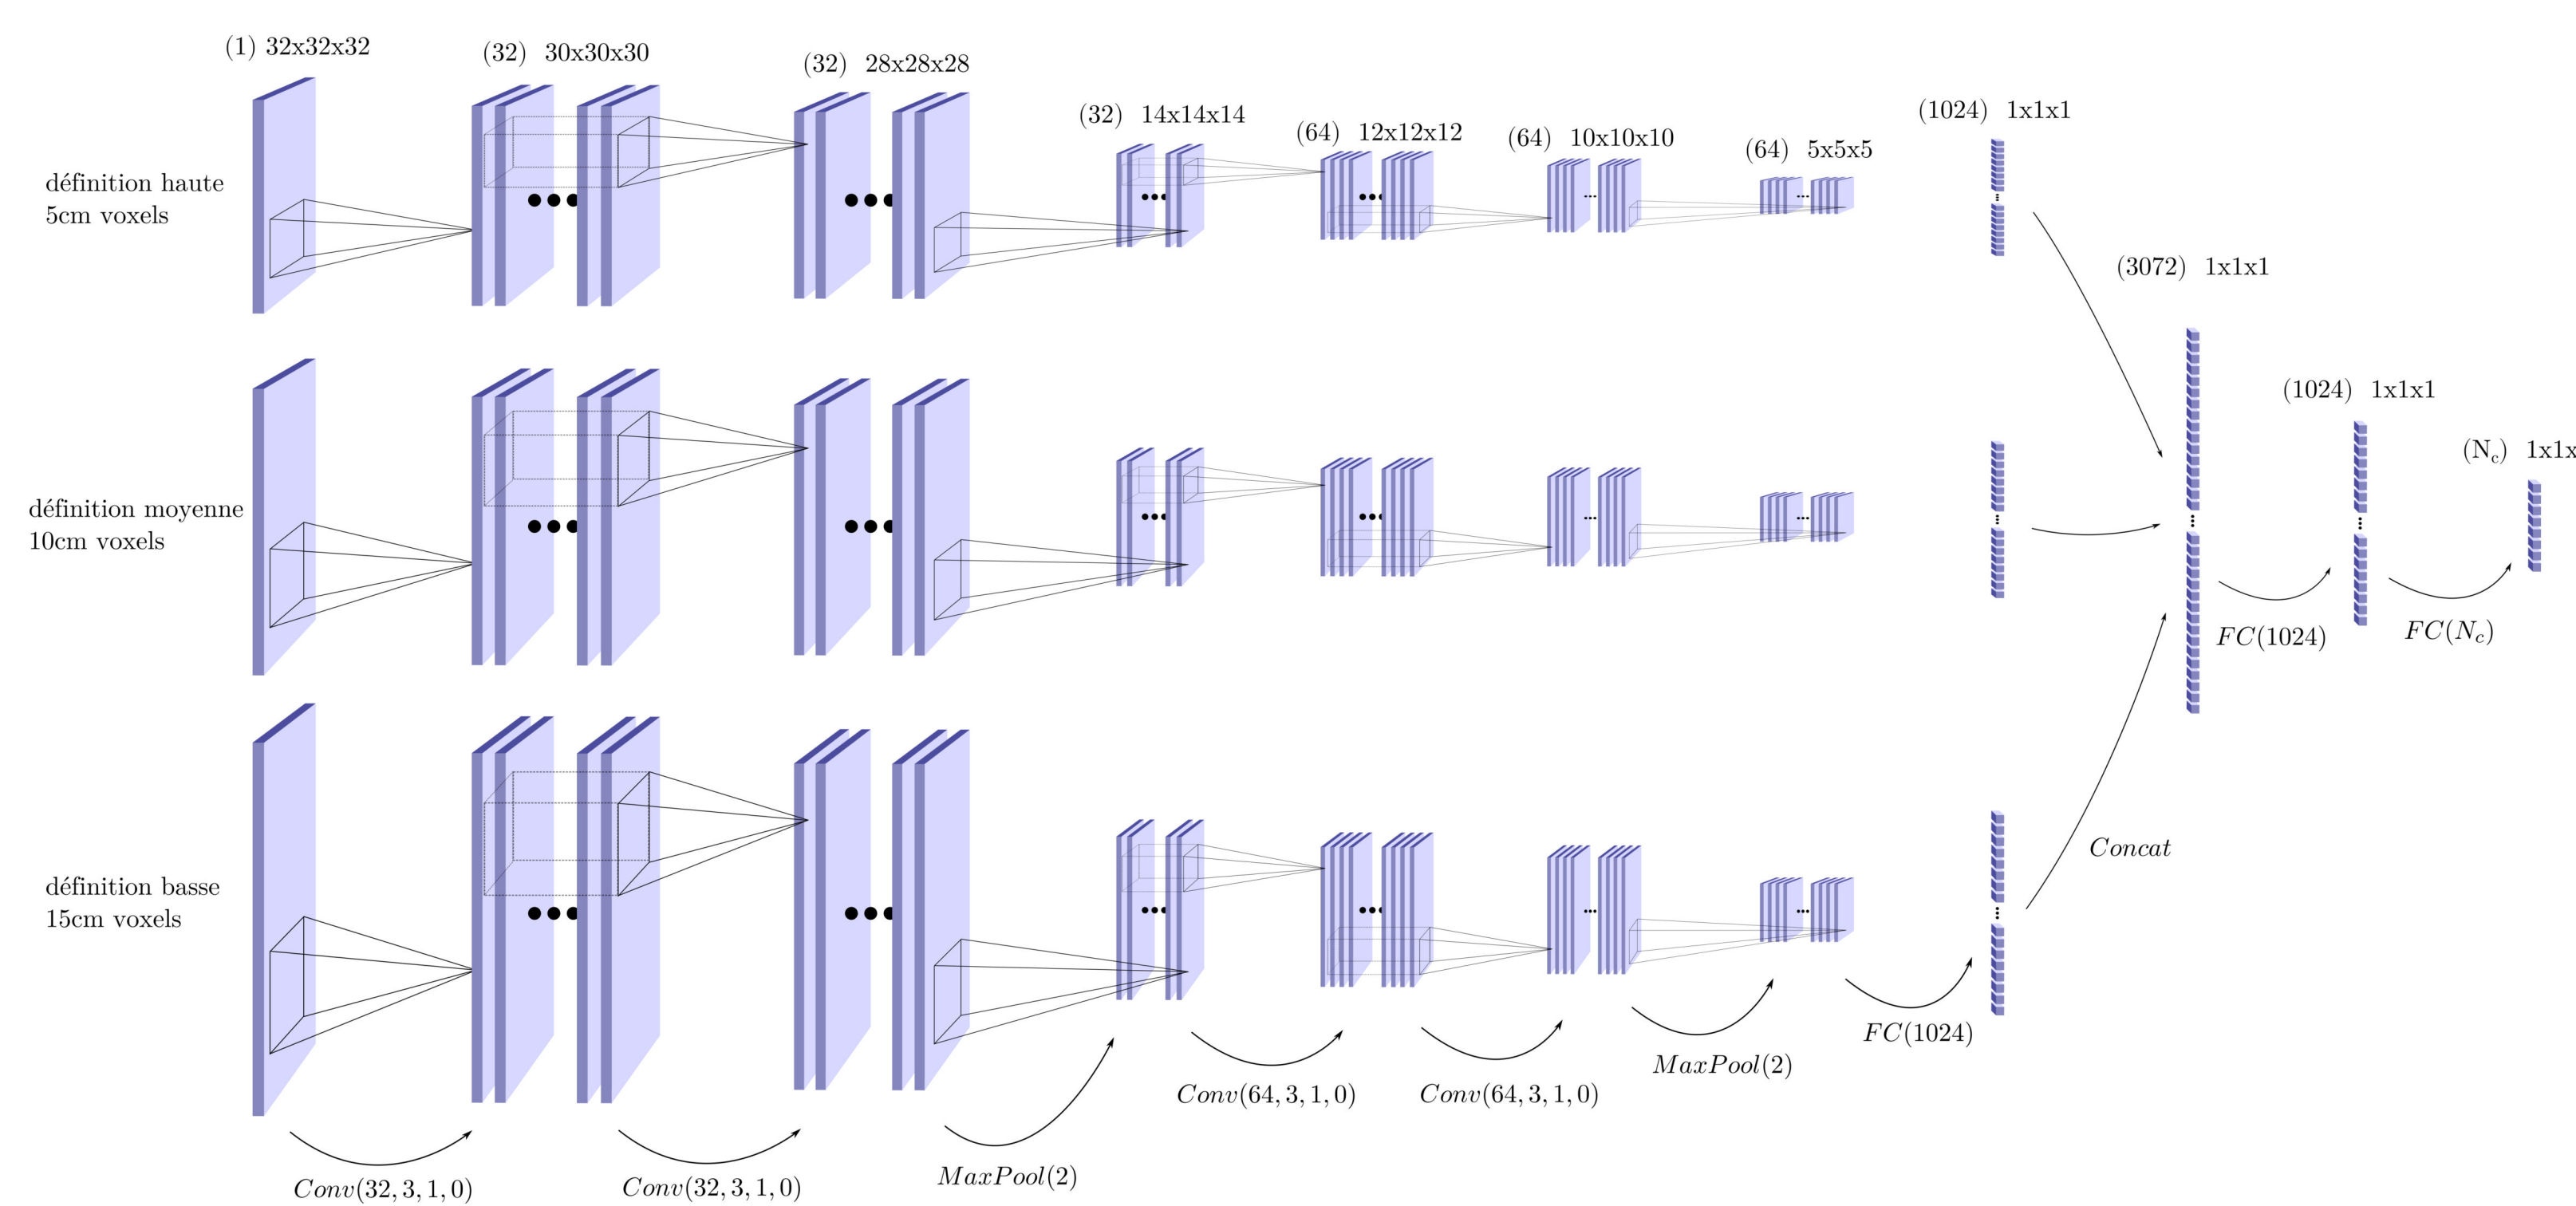 (1) 32x32x32
(32) 30x30x30
(32) 28x28x28
(32) 14x14x14
(64) 12x12x12
(64) 10x10x10
(64) 5x5x5
(1024) 1x1x1
(3072) 1x1x1
(1024) 1x1x1
(N_c) 1x1x
définition haute
5cm voxels
définition moyenne
10cm voxels
définition basse
15cm voxels
FC(1024)
FC(N_c)
Concat
FC(1024)
MaxPool(2)
Conv(64, 3, 1, 0)
Conv(64, 3, 1, 0)
MaxPool(2)
Conv(32, 3, 1, 0)
Conv(32, 3, 1, 0)